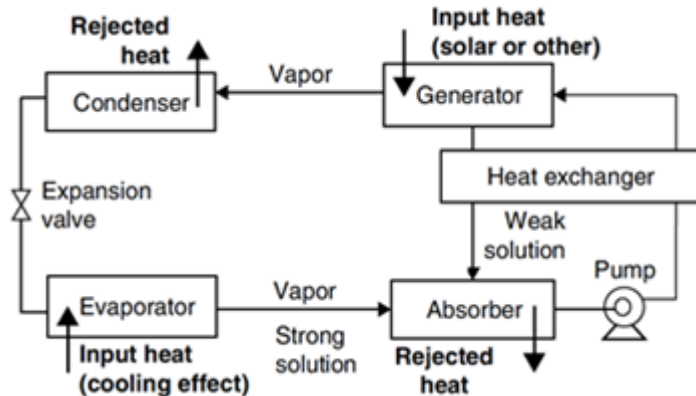 Rejected
heat
Input heat
(solar or other)
Vapor
Condenser
Generator
Heat exchanger
Expansion
valve
Weak
solution
Pump
Evaporator
Vapor
Absorber
Strong
solution
Input heat
(cooling effect)
Rejected
heat